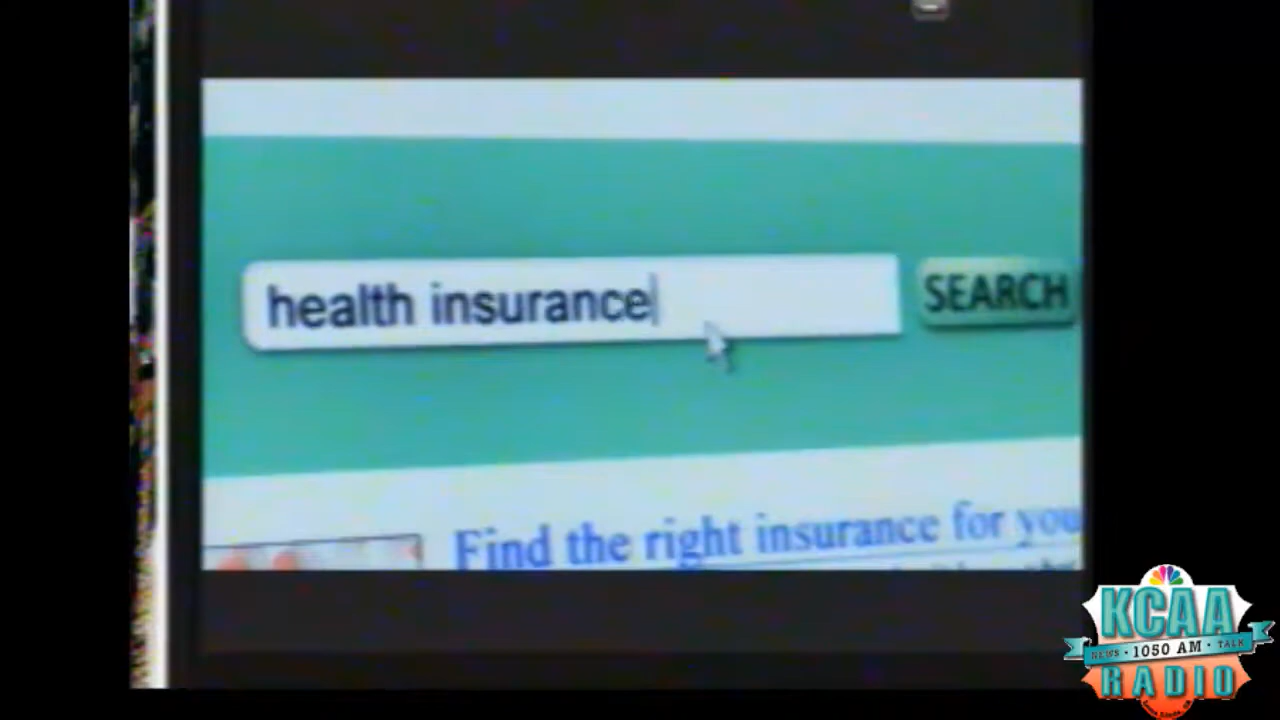 health insurance
SEARCH
Find the right insurance for you
KCAA
NEWS · 1050 AM · TALK
RADIO